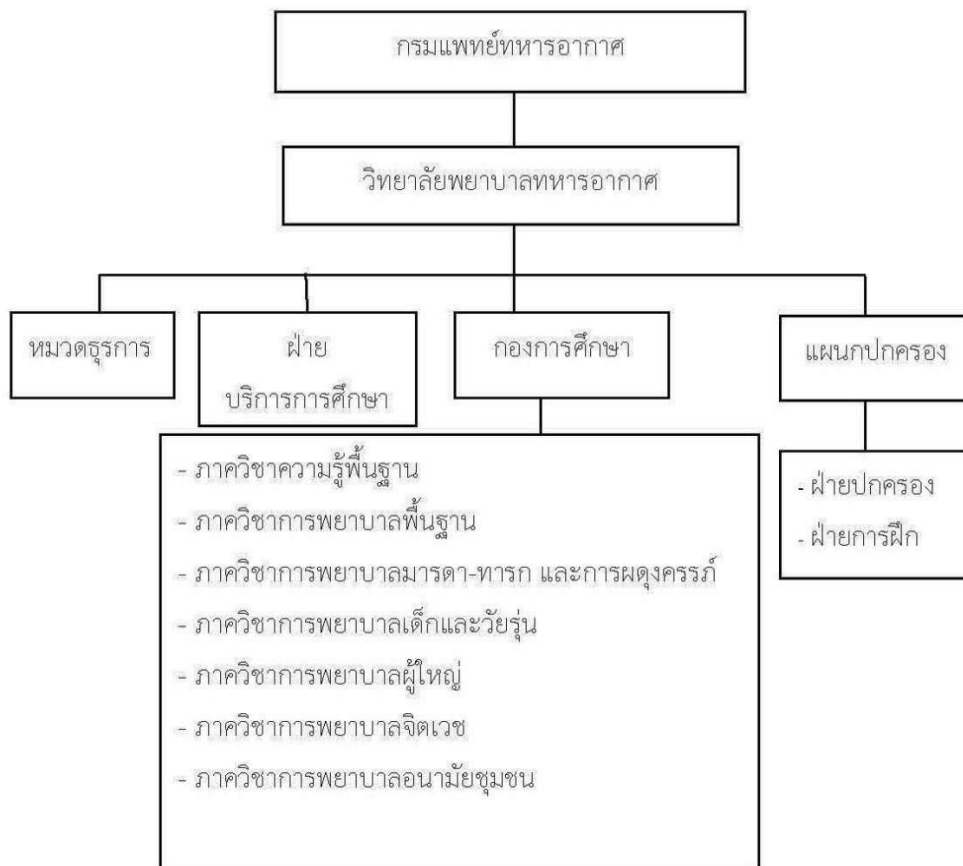 กรมแพทย์ทหารอากาศ
วิทยาลัยพยาบาลทหารอากาศ
หมวดธุรการ
ฝ่าย
บริการการศึกษา
กองการศึกษา
แผนกปกครอง
- ภาควิชาความรู้พื้นฐาน
- ภาควิชาการพยาบาลพื้นฐาน
- ภาควิชาการพยาบาลมารดา-ทารก และการผดุงครรภ์
- ภาควิชาการพยาบาลเด็กและวัยรุ่น
- ภาควิชาการพยาบาลผู้ใหญ่
- ภาควิชาการพยาบาลจิตเวช
- ภาควิชาการพยาบาลอนามัยชุมชน
- ฝ่ายปกครอง
- ฝ่ายการฝึก